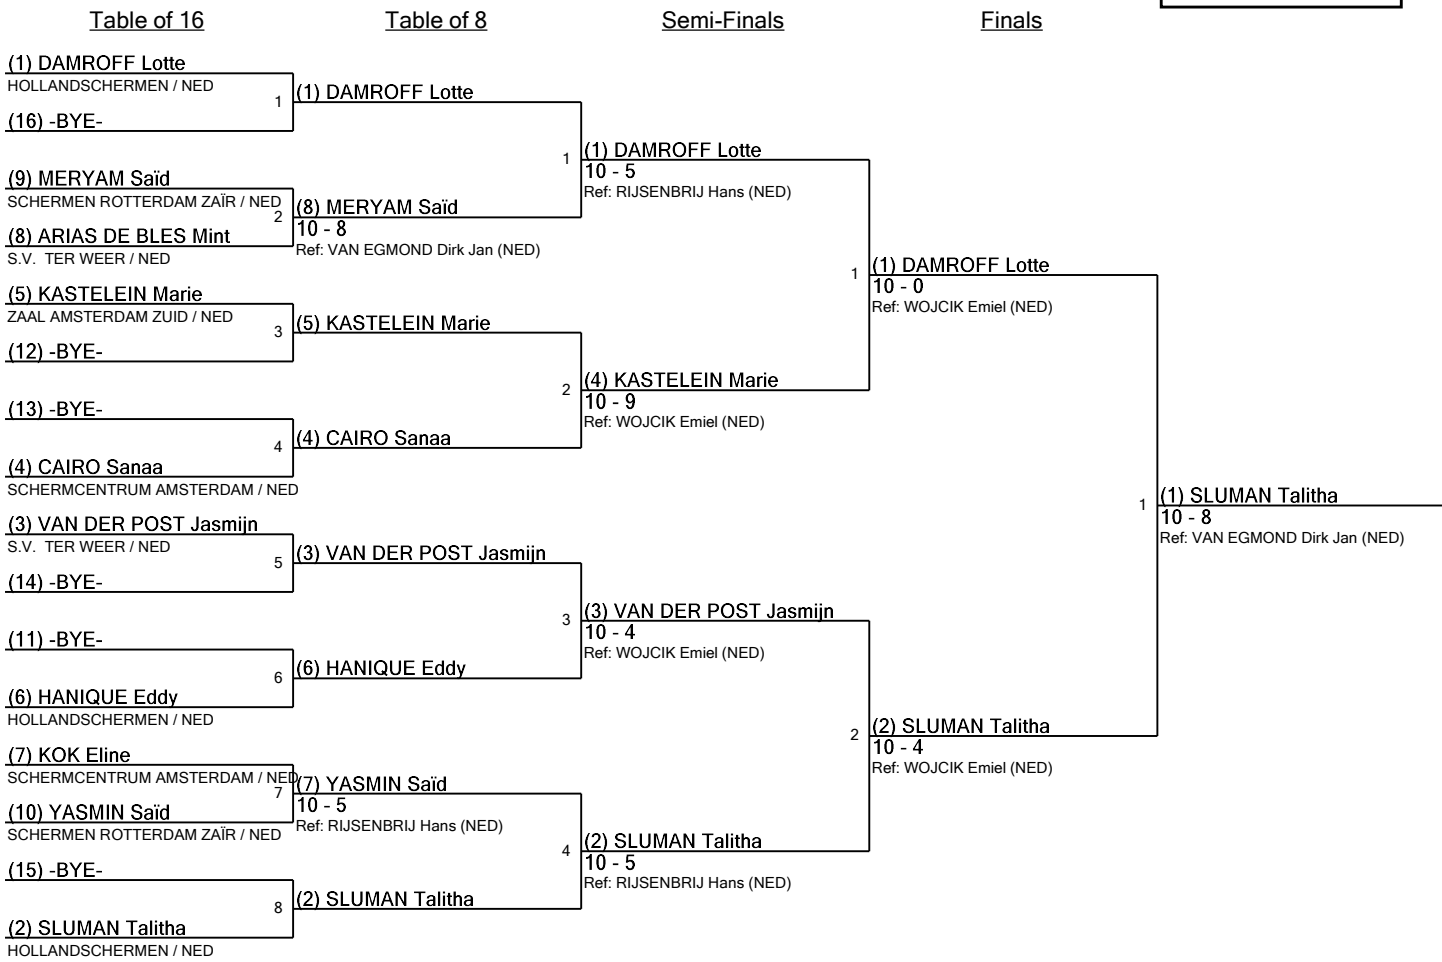 Table of 16
Table of 8
Semi-Finals
Finals
(1) DAMROFF Lotte
HOLLANDSCHERMEN / NED
1
(16) -BYE-
(9) MERYAM Saïd
SCHERMEN ROTTERDAM ZAÏR / NED
2
(8) ARIAS DE BLES Mint
S.V.  TER WEER / NED
(5) KASTELEIN Marie
ZAAL AMSTERDAM ZUID / NED
3
(12) -BYE-
(13) -BYE-
4
(4) CAIRO Sanaa
SCHERMCENTRUM AMSTERDAM / NED
(3) VAN DER POST Jasmijn
S.V.  TER WEER / NED
5
(14) -BYE-
(11) -BYE-
6
(6) HANIQUE Eddy
HOLLANDSCHERMEN / NED
(7) KOK Eline
SCHERMCENTRUM AMSTERDAM / NED
7
(10) YASMIN Saïd
SCHERMEN ROTTERDAM ZAÏR / NED
(15) -BYE-
8
(2) SLUMAN Talitha
HOLLANDSCHERMEN / NED
(1) DAMROFF Lotte
1
(8) MERYAM Saïd
10 - 8
Ref: VAN EGMOND Dirk Jan (NED)
(5) KASTELEIN Marie
2
(4) CAIRO Sanaa
(3) VAN DER POST Jasmijn
3
(6) HANIQUE Eddy
(7) YASMIN Saïd
10 - 5
Ref: RIJSENBRIJ Hans (NED)
4
(2) SLUMAN Talitha
(1) DAMROFF Lotte
10 - 5
Ref: RIJSENBRIJ Hans (NED)
1
(4) KASTELEIN Marie
10 - 9
Ref: WOJCIK Emiel (NED)
(3) VAN DER POST Jasmijn
10 - 4
Ref: WOJCIK Emiel (NED)
2
(2) SLUMAN Talitha
10 - 5
Ref: RIJSENBRIJ Hans (NED)
(1) DAMROFF Lotte
10 - 0
Ref: WOJCIK Emiel (NED)
1
(2) SLUMAN Talitha
10 - 4
Ref: WOJCIK Emiel (NED)
(1) SLUMAN Talitha
10 - 8
Ref: VAN EGMOND Dirk Jan (NED)